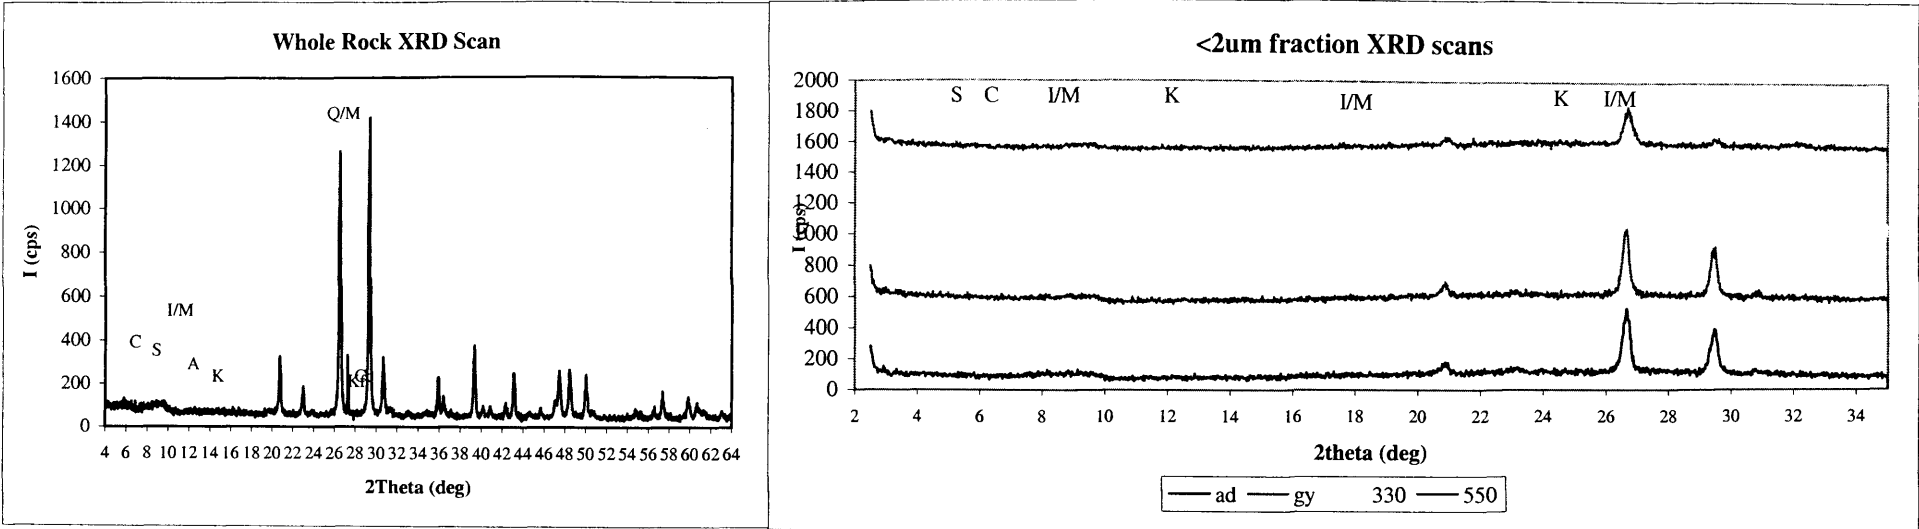 Whole Rock XRD Scan
1600
1400
1200
1000
800
600
400
200
0
I (cps)
Q/M
I/M
C
S
A
K
Kf
4 6 8 10 12 14 16 18 20 22 24 26 28 30 32 34 36 38 40 42 44 46 48 50 52 54 56 58 60 62 64
2Theta (deg)
<2um fraction XRD scans
2000
1800
1600
1400
1200
1000
800
600
400
200
0
I (cps)
S C I/M K I/M K I/M
2 4 6 8 10 12 14 16 18 20 22 24 26 28 30 32 34
2theta (deg)
ad gy 330 550